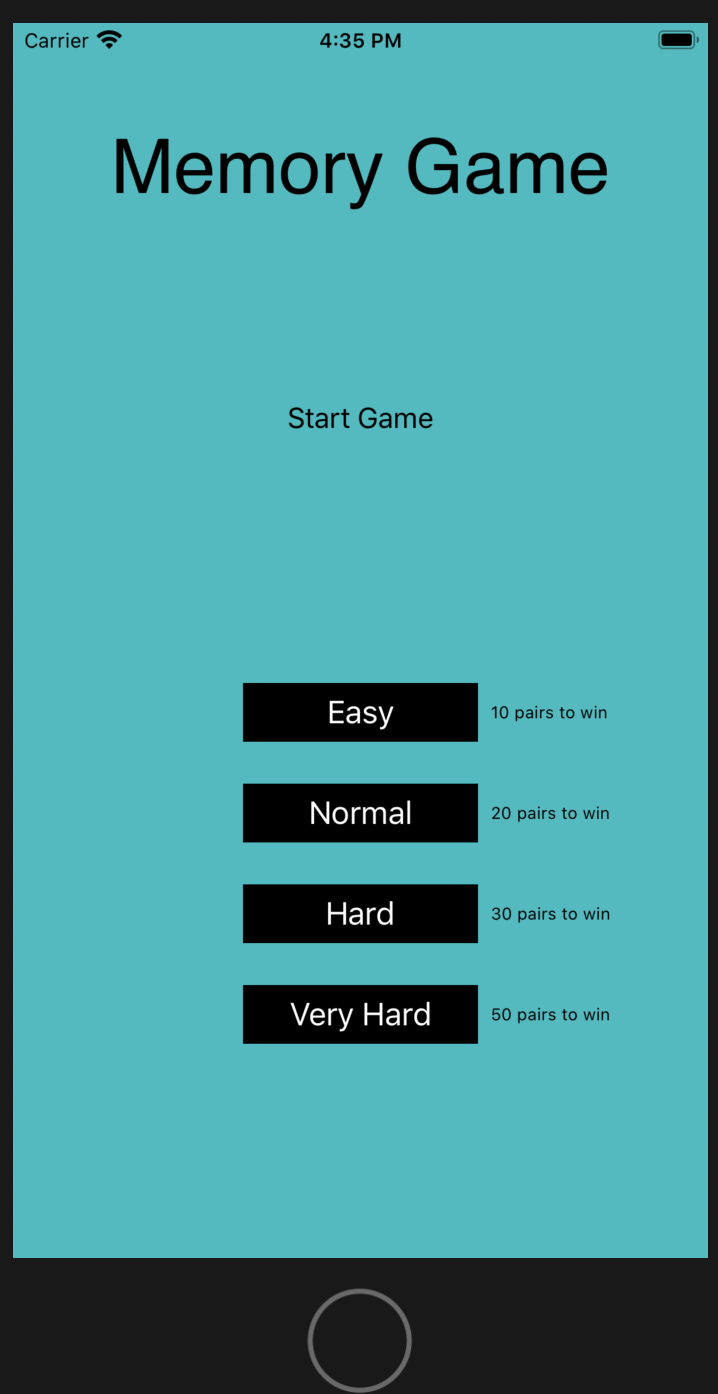 Carrier 4:35 PM
Memory Game
Start Game
Easy 10 pairs to win
Normal 20 pairs to win
Hard 30 pairs to win
Very Hard 50 pairs to win